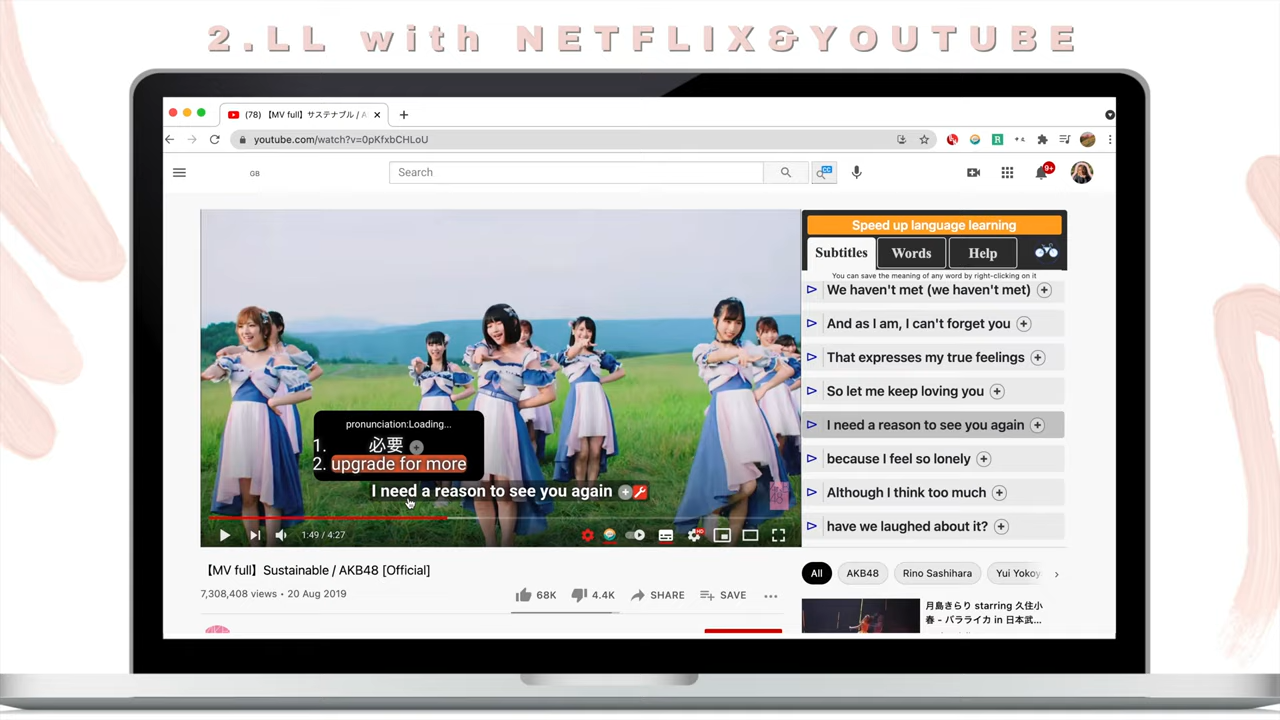 2.LL with NETFLIX&YOUTUBE
(78) 【MV full】サステナブル / A
youtube.com/watch?v=0pKfxbCHLoU
GB
Search
CC
9+
Speed up language learning
Subtitles
Words
Help
You can save the meaning of any word by right-clicking on it
We haven't met (we haven't met)
And as I am, I can't forget you
That expresses my true feelings
So let me keep loving you
I need a reason to see you again
because I feel so lonely
Although I think too much
have we laughed about it?
pronunciation:Loading...
1. 必要
2. upgrade for more
I need a reason to see you again
1:49 / 4:27
HD
【MV full】Sustainable / AKB48 [Official]
7,308,408 views • 20 Aug 2019
68K
4.4K
SHARE
SAVE
All
AKB48
Rino Sashihara
Yui Yokoy
月島きらり starring 久住小
春 - バラライカ in 日本武...